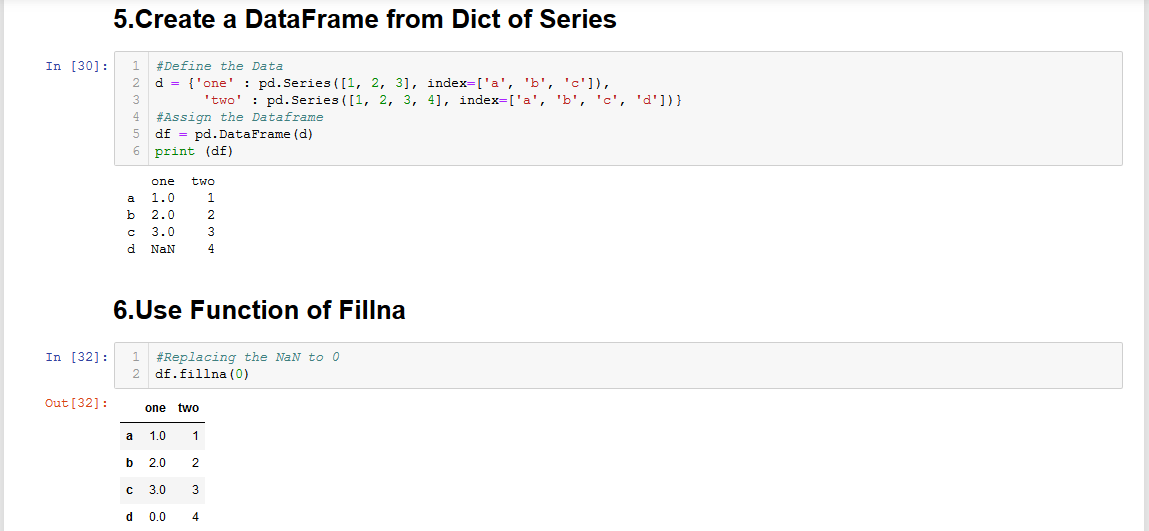 5.Create a DataFrame from Dict of Series
In [30]:
1 #Define the Data
2 d = {'one' : pd.Series([1, 2, 3], index=['a', 'b', 'c']),
3 'two' : pd.Series([1, 2, 3, 4], index=['a', 'b', 'c', 'd'])}
4 #Assign the Dataframe
5 df = pd.DataFrame(d)
6 print (df)
one two
a 1.0 1
b 2.0 2
c 3.0 3
d NaN 4
6.Use Function of Fillna
In [32]:
1 #Replacing the NaN to 0
2 df.fillna(0)
Out[32]:
one two
a 1.0 1
b 2.0 2
c 3.0 3
d 0.0 4